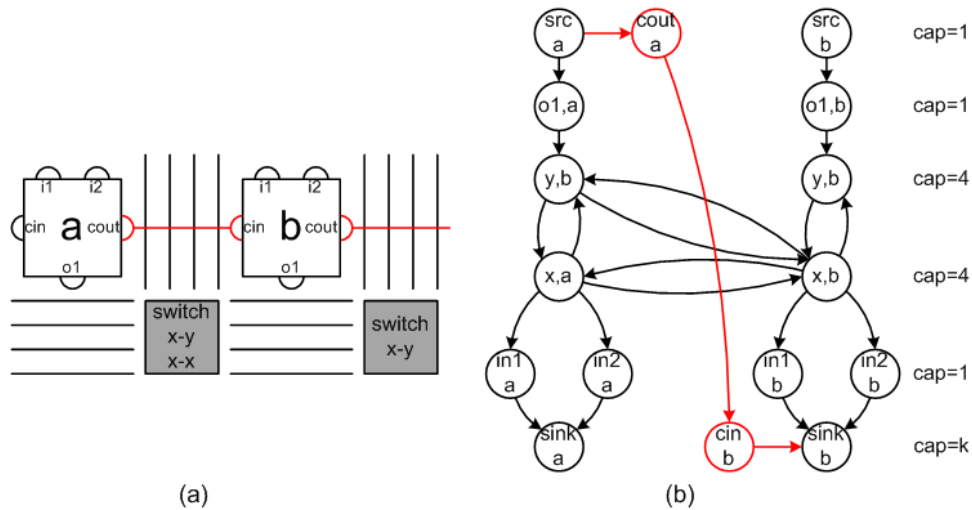 i1
i2
cin
a
cout
o1
i1
i2
cin
b
cout
o1
switch
x-y
x-x
switch
x-y
(a)
src
a
cout
a
src
b
cap=1
o1,a
o1,b
cap=1
y,b
y,b
cap=4
x,a
x,b
cap=4
in1
a
in2
a
in1
b
in2
b
cap=1
sink
a
cin
b
sink
b
cap=k
(b)